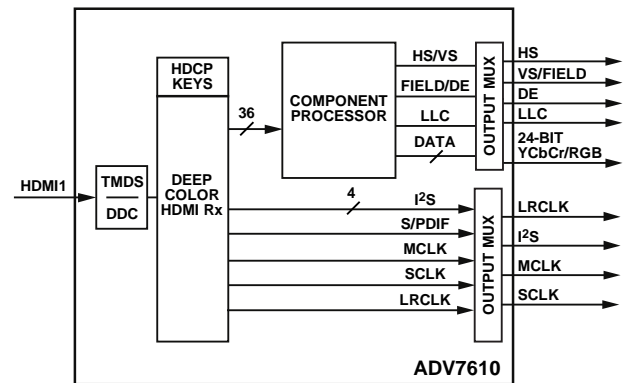 HDMI1
TMDS
DDC
HDCP
KEYS
DEEP
COLOR
HDMI Rx
36
COMPONENT
PROCESSOR
HS/VS
FIELD/DE
LLC
DATA
OUTPUT MUX
HS
VS/FIELD
DE
LLC
24-BIT
YCbCr/RGB
4
I²S
S/PDIF
MCLK
SCLK
LRCLK
OUTPUT MUX
LRCLK
I²S
MCLK
SCLK
ADV7610